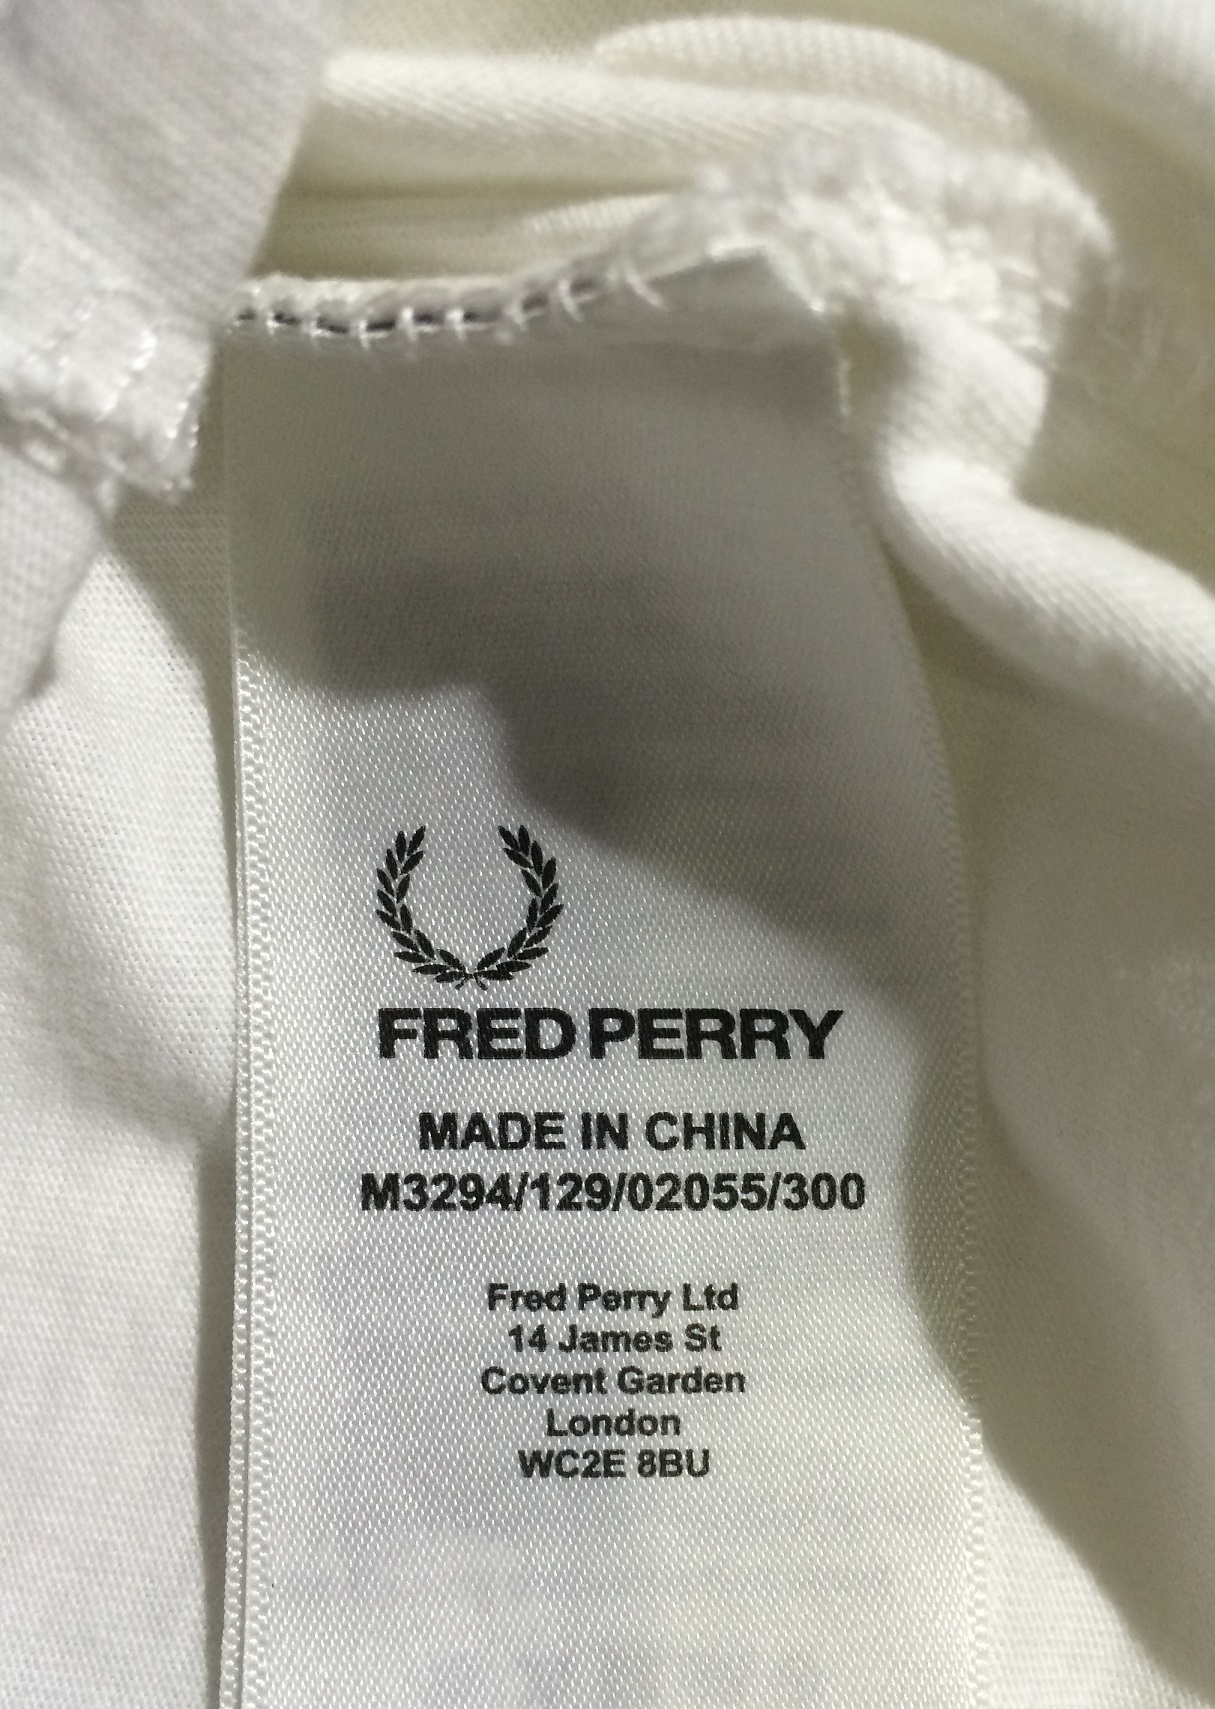 FRED PERRY
MADE IN CHINA
M3294/129/02055/300
Fred Perry Ltd
14 James St
Covent Garden
London
WC2E 8BU